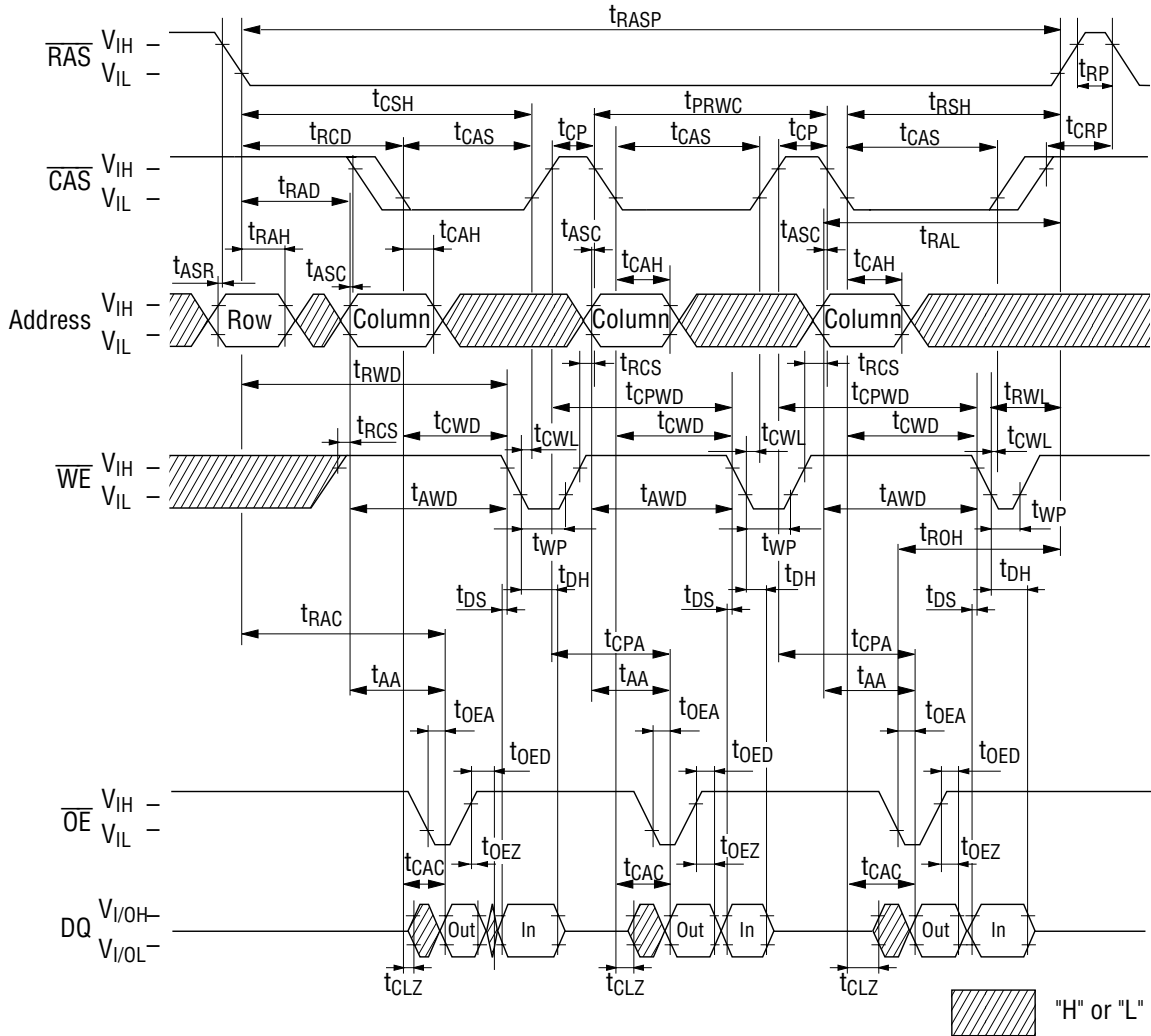 tRASP
RAS VIH
VIL
tRP
tCSH tPRWC tRSH
tRCD tCAS tCP tCAS tCP tCAS tCRP
CAS VIH
VIL
tRAD
tRAH tCAH tASC tASC tRAL
tASR tASC tCAH tCAH
Address VIH
VIL
Row Column Column Column
tRCS tRCS
tRWD tCPWD tCPWD tRWL
tRCS tCWD tCWL tCWD tCWL tCWD tCWL
WE VIH
VIL
tAWD tAWD tAWD
tWP tWP tWP
tROH
tDH tDH tDH
tDS tDS tDS
tRAC
tCPA tCPA
tAA tAA tAA
tOEA tOEA tOEA
tOED tOED tOED
OE VIH
VIL
tOEZ tOEZ tOEZ
tCAC tCAC tCAC
DQ VI/OH
VI/OL
Out In Out In Out In
tCLZ tCLZ tCLZ
"H" or "L"